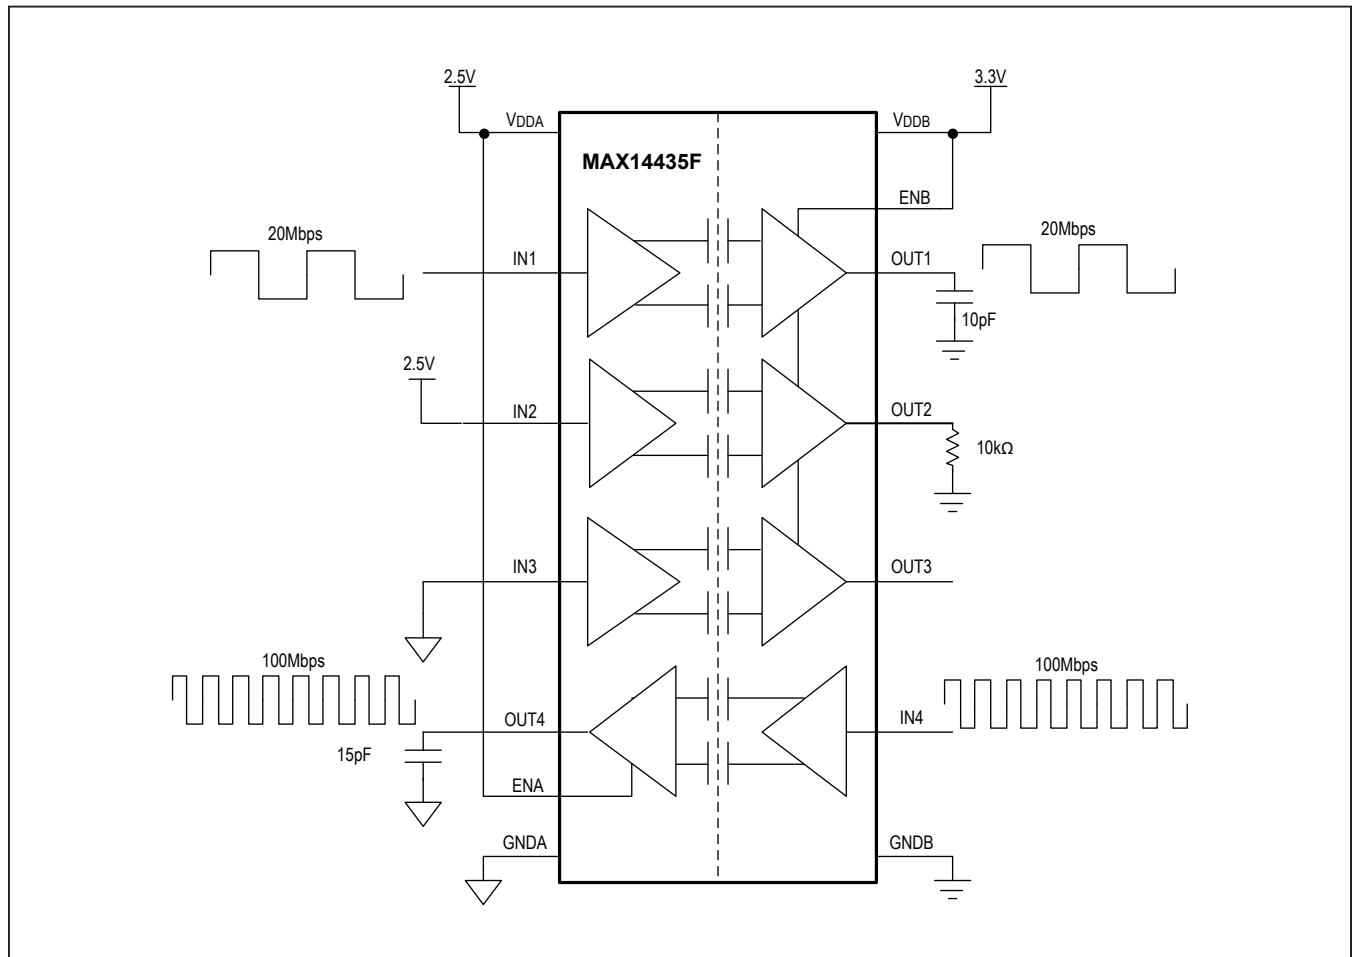 2.5V
3.3V
VDDA
VDDB
MAX14435F
ENB
20Mbps
IN1
OUT1
20Mbps
10pF
2.5V
IN2
OUT2
10kΩ
IN3
OUT3
100Mbps
100Mbps
OUT4
IN4
15pF
ENA
GNDA
GNDB